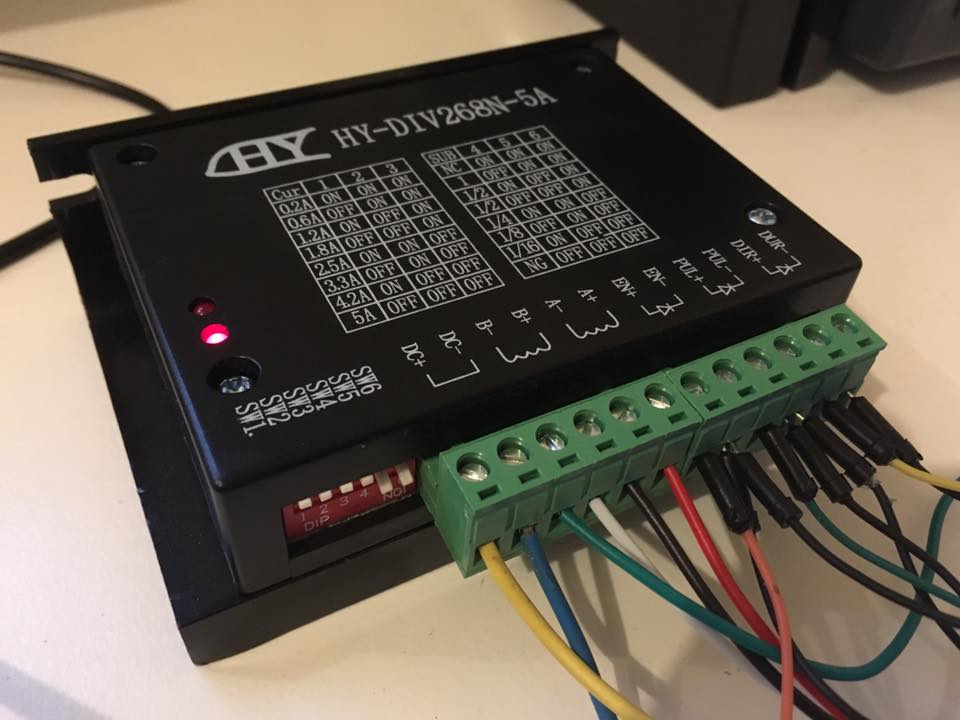 HY HY-DIV268N-5A
Cur 1 2 3
0.2A ON ON ON
0.6A OFF ON ON
1.2A ON OFF ON
1.8A OFF OFF ON
2.5A ON ON OFF
3.3A OFF ON OFF
4.2A ON OFF OFF
5A OFF OFF OFF
SUB 4 5 6
NC ON ON ON
1 OFF ON ON
1/2 ON OFF ON
1/2 OFF OFF ON
1/4 ON ON OFF
1/8 OFF ON OFF
1/16 ON OFF OFF
NG OFF OFF OFF
DC+
DC-
B-
B+
A-
A+
EN+
EN-
PUL+
PUL-
DIR+
DUR-
SW1.
SW2
SW3
SW4
SW5
SW6
1 2 3 4
DIP